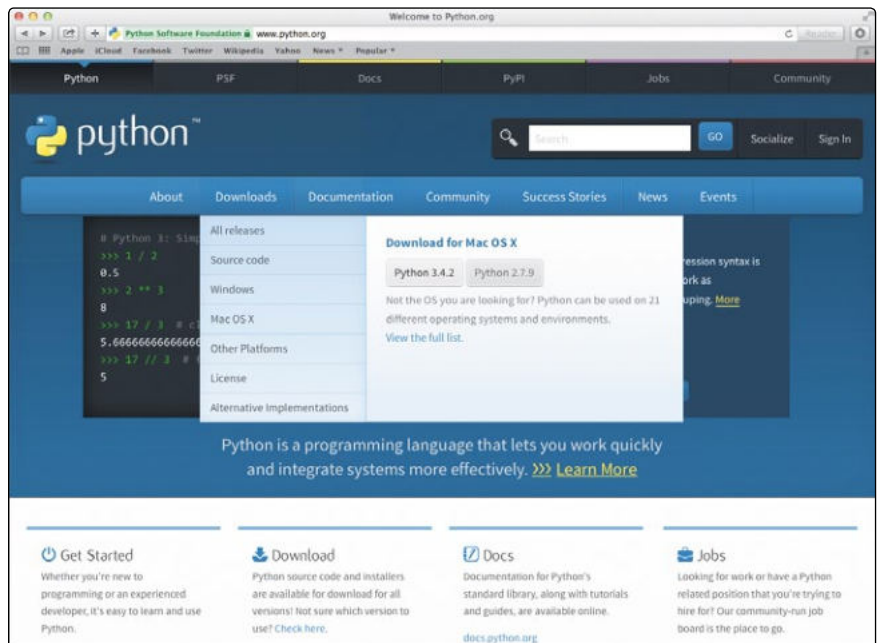 Welcome to Python.org
Python Software Foundation www.python.org
Reader
Apple iCloud Facebook Twitter Wikipedia Yahoo News Popular
Python PSF Docs PyPI Jobs Community
python™
Search
GO
Socialize
Sign In
About Downloads Documentation Community Success Stories News Events
# Python 3: Simp
>>> 1 / 2
0.5
>>> 2 ** 3
8
>>> 17 / 3 # cl
5.666666666666666
>>> 17 // 3 #
5
All releases
Source code
Windows
Mac OS X
Other Platforms
License
Alternative Implementations
Download for Mac OS X
Python 3.4.2
Python 2.7.9
Not the OS you are looking for? Python can be used on 21
different operating systems and environments.
View the full list.
ression syntax is
ork as
uping. More
Python is a programming language that lets you work quickly
and integrate systems more effectively. >>> Learn More
Get Started
Whether you're new to
programming or an experienced
developer, it's easy to learn and use
Python.
Download
Python source code and installers
are available for download for all
versions! Not sure which version to
use? Check here.
Docs
Documentation for Python's
standard library, along with tutorials
and guides, are available online.
docs.python.org
Jobs
Looking for work or have a Python
related position that you're trying to
hire for? Our community-run job
board is the place to go.